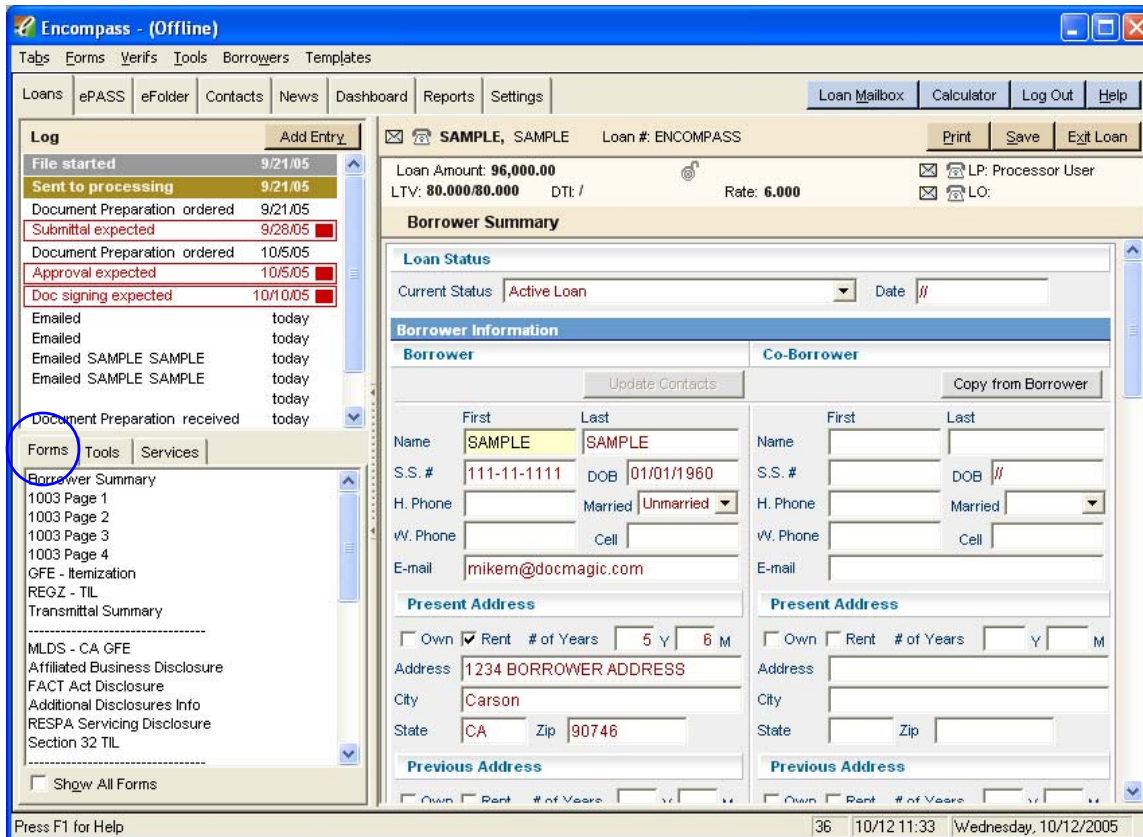 Encompass - (Offline)
Tabs Forms Verifs Tools Borrowers Templates
Loans ePASS eFolder Contacts News Dashboard Reports Settings Loan Mailbox Calculator Log Out Help
Log Add Entry
File started 9/21/05
Sent to processing 9/21/05
Document Preparation ordered 9/21/05
Submittal expected 9/28/05
Document Preparation ordered 10/5/05
Approval expected 10/5/05
Doc signing expected 10/10/05
Emailed today
Emailed today
Emailed SAMPLE SAMPLE today
Emailed SAMPLE SAMPLE today
today
Document Preparation received today
Forms Tools Services
Borrower Summary
1003 Page 1
1003 Page 2
1003 Page 3
1003 Page 4
GFE - Itemization
REGZ - TIL
Transmittal Summary
--------------------------------
MLDS - CA GFE
Affiliated Business Disclosure
FACT Act Disclosure
Additional Disclosures Info
RESPA Servicing Disclosure
Section 32 TIL
--------------------------------
Show All Forms
SAMPLE, SAMPLE Loan #: ENCOMPASS Print Save Exit Loan
Loan Amount: 96,000.00 LP: Processor User
LTV: 80.000/80.000 DTI: / Rate: 6.000 LO:
Borrower Summary
Loan Status
Current Status Active Loan Date //
Borrower Information
Borrower Co-Borrower
Update Contacts Copy from Borrower
First Last First Last
Name SAMPLE SAMPLE Name
S.S. # 111-11-1111 DOB 01/01/1960 S.S. # DOB //
H. Phone Married Unmarried H. Phone Married
W. Phone Cell W. Phone Cell
E-mail mikem@docmagic.com E-mail
Present Address Present Address
Own Rent # of Years 5 Y 6 M Own Rent # of Years Y M
Address 1234 BORROWER ADDRESS Address
City Carson City
State CA Zip 90746 State Zip
Previous Address Previous Address
Own Rent # of Years Y M Own Rent # of Years Y M
Press F1 for Help 36 10/12 11:33 Wednesday, 10/12/2005